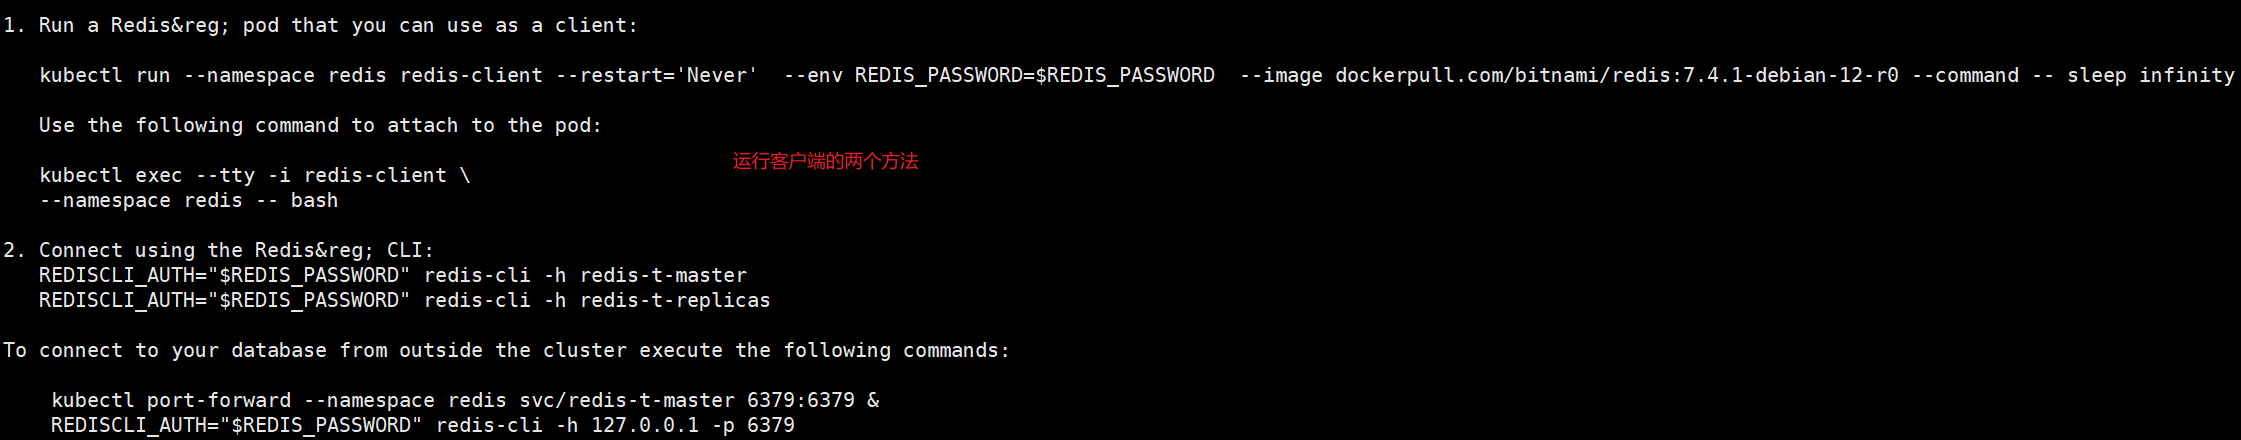 1. Run a Redis&reg; pod that you can use as a client:
kubectl run --namespace redis redis-client --restart='Never'  --env REDIS_PASSWORD=$REDIS_PASSWORD  --image dockerpull.com/bitnami/redis:7.4.1-debian-12-r0 --command -- sleep infinity
Use the following command to attach to the pod:
运行客户端的两个方法
kubectl exec --tty -i redis-client \
--namespace redis -- bash
2. Connect using the Redis&reg; CLI:
REDISCLI_AUTH="$REDIS_PASSWORD" redis-cli -h redis-t-master
REDISCLI_AUTH="$REDIS_PASSWORD" redis-cli -h redis-t-replicas
To connect to your database from outside the cluster execute the following commands:
kubectl port-forward --namespace redis svc/redis-t-master 6379:6379 &
REDISCLI_AUTH="$REDIS_PASSWORD" redis-cli -h 127.0.0.1 -p 6379